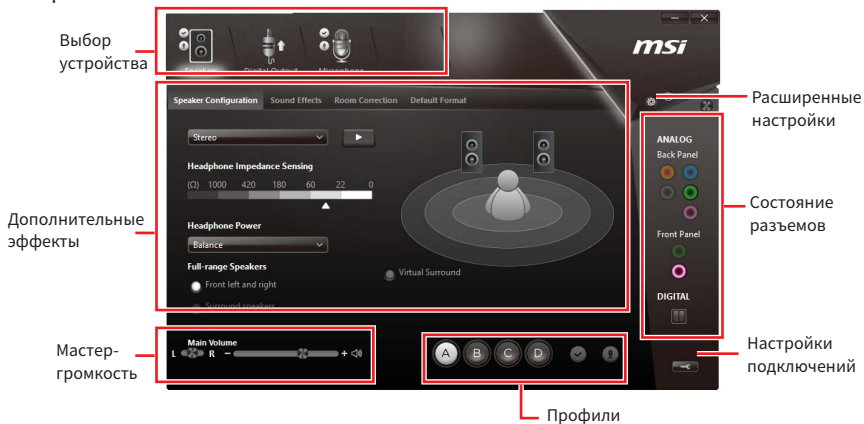 Выбор
устройства
Speakers
Digital Output
Microphone
msi
Speaker Configuration
Sound Effects
Room Correction
Default Format
Расширенные
настройки
Stereo
Headphone Impedance Sensing
(Ω) 1000 420 180 60 22 0
Headphone Power
Balance
Full-range Speakers
Front left and right
Surround speakers
Virtual Surround
Дополнительные
эффекты
ANALOG
Back Panel
Front Panel
DIGITAL
Состояние
разъемов
Main Volume
L R - +
Мастер-
громкость
A B C D
Настройки
подключений
Профили